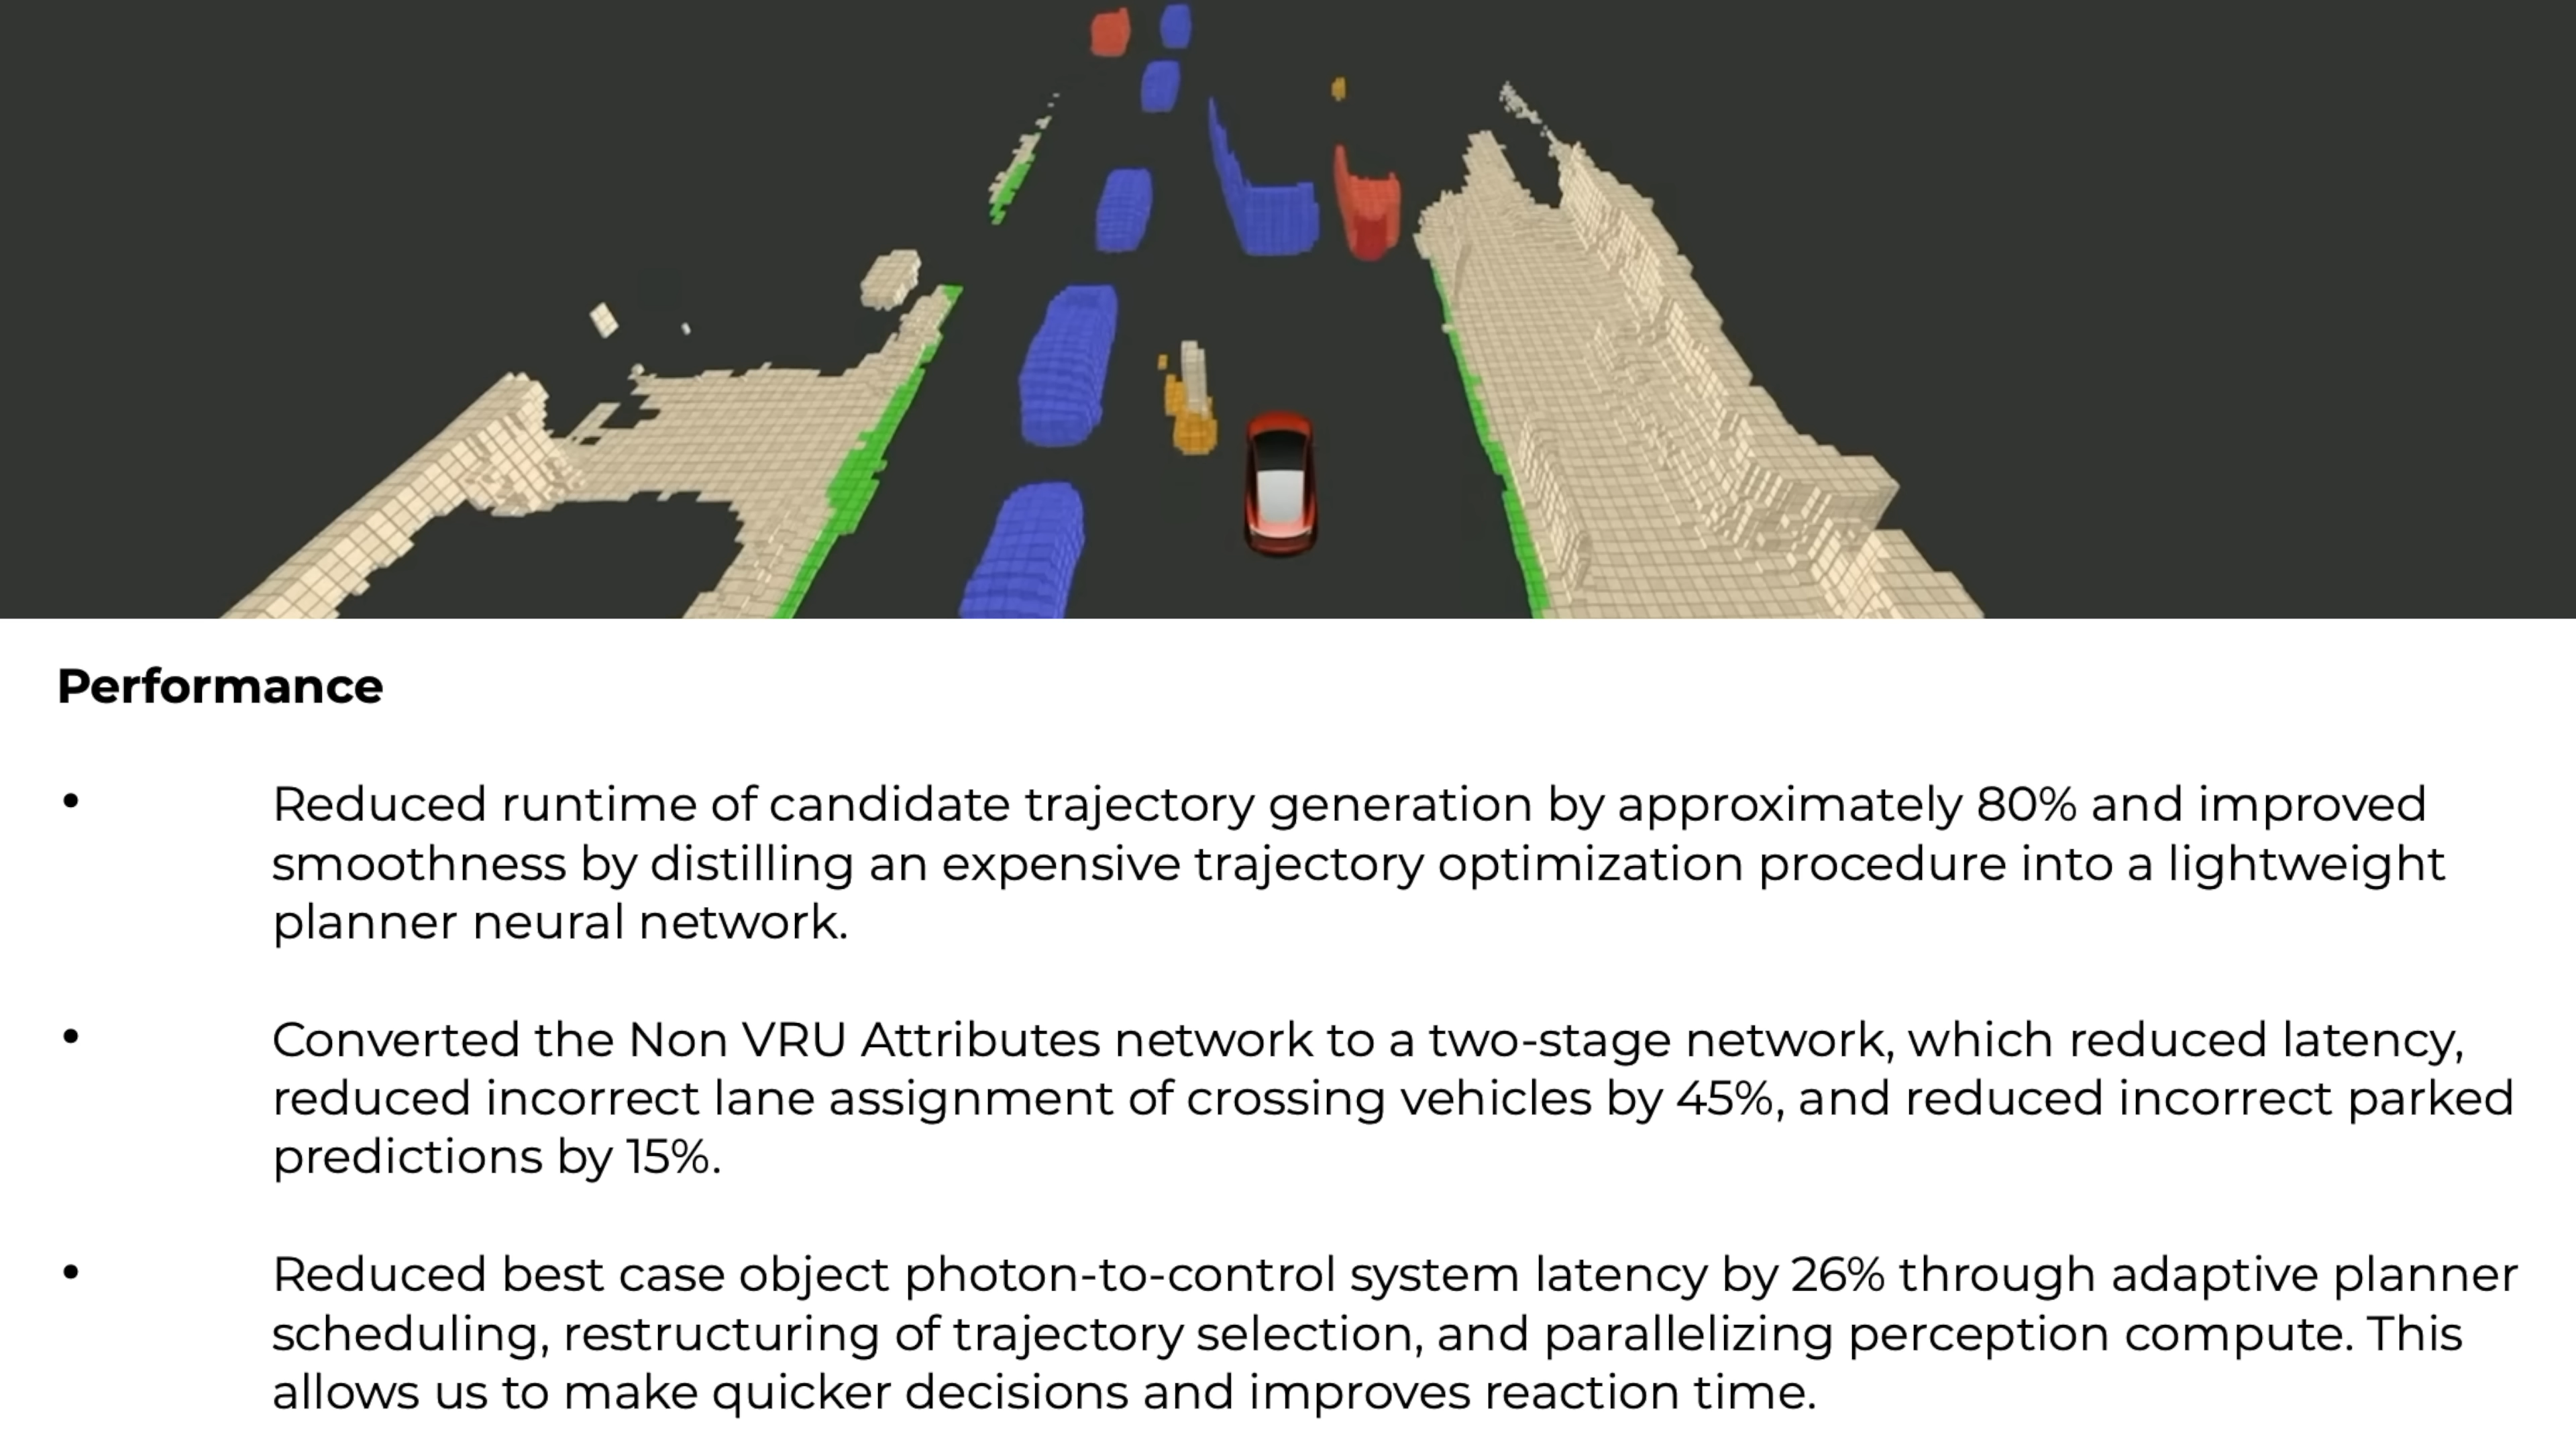 Performance
• Reduced runtime of candidate trajectory generation by approximately 80% and improved
smoothness by distilling an expensive trajectory optimization procedure into a lightweight
planner neural network.
• Converted the Non VRU Attributes network to a two-stage network, which reduced latency,
reduced incorrect lane assignment of crossing vehicles by 45%, and reduced incorrect parked
predictions by 15%.
• Reduced best case object photon-to-control system latency by 26% through adaptive planner
scheduling, restructuring of trajectory selection, and parallelizing perception compute. This
allows us to make quicker decisions and improves reaction time.